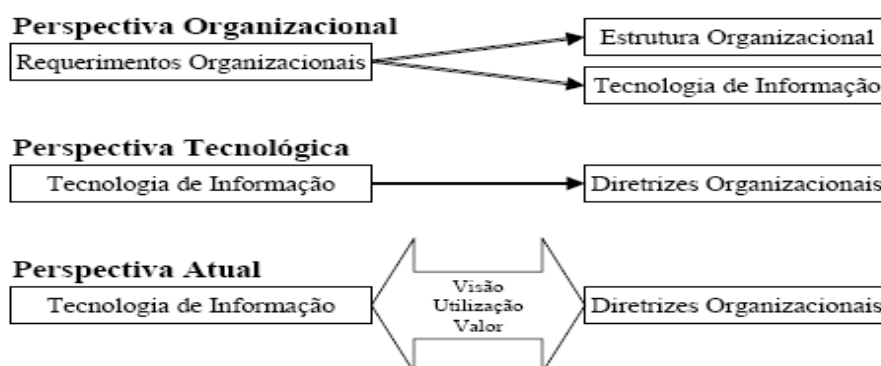 Perspectiva Organizacional
Requerimentos Organizacionais
Estrutura Organizacional
Tecnologia de Informação
Perspectiva Tecnológica
Tecnologia de Informação
Diretrizes Organizacionais
Perspectiva Atual
Tecnologia de Informação
Visão
Utilização
Valor
Diretrizes Organizacionais